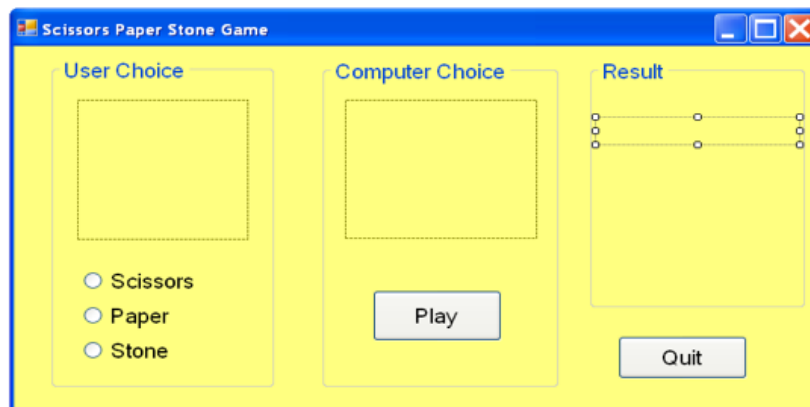 Scissors Paper Stone Game
User Choice
Computer Choice
Result
Scissors
Paper
Stone
Play
Quit